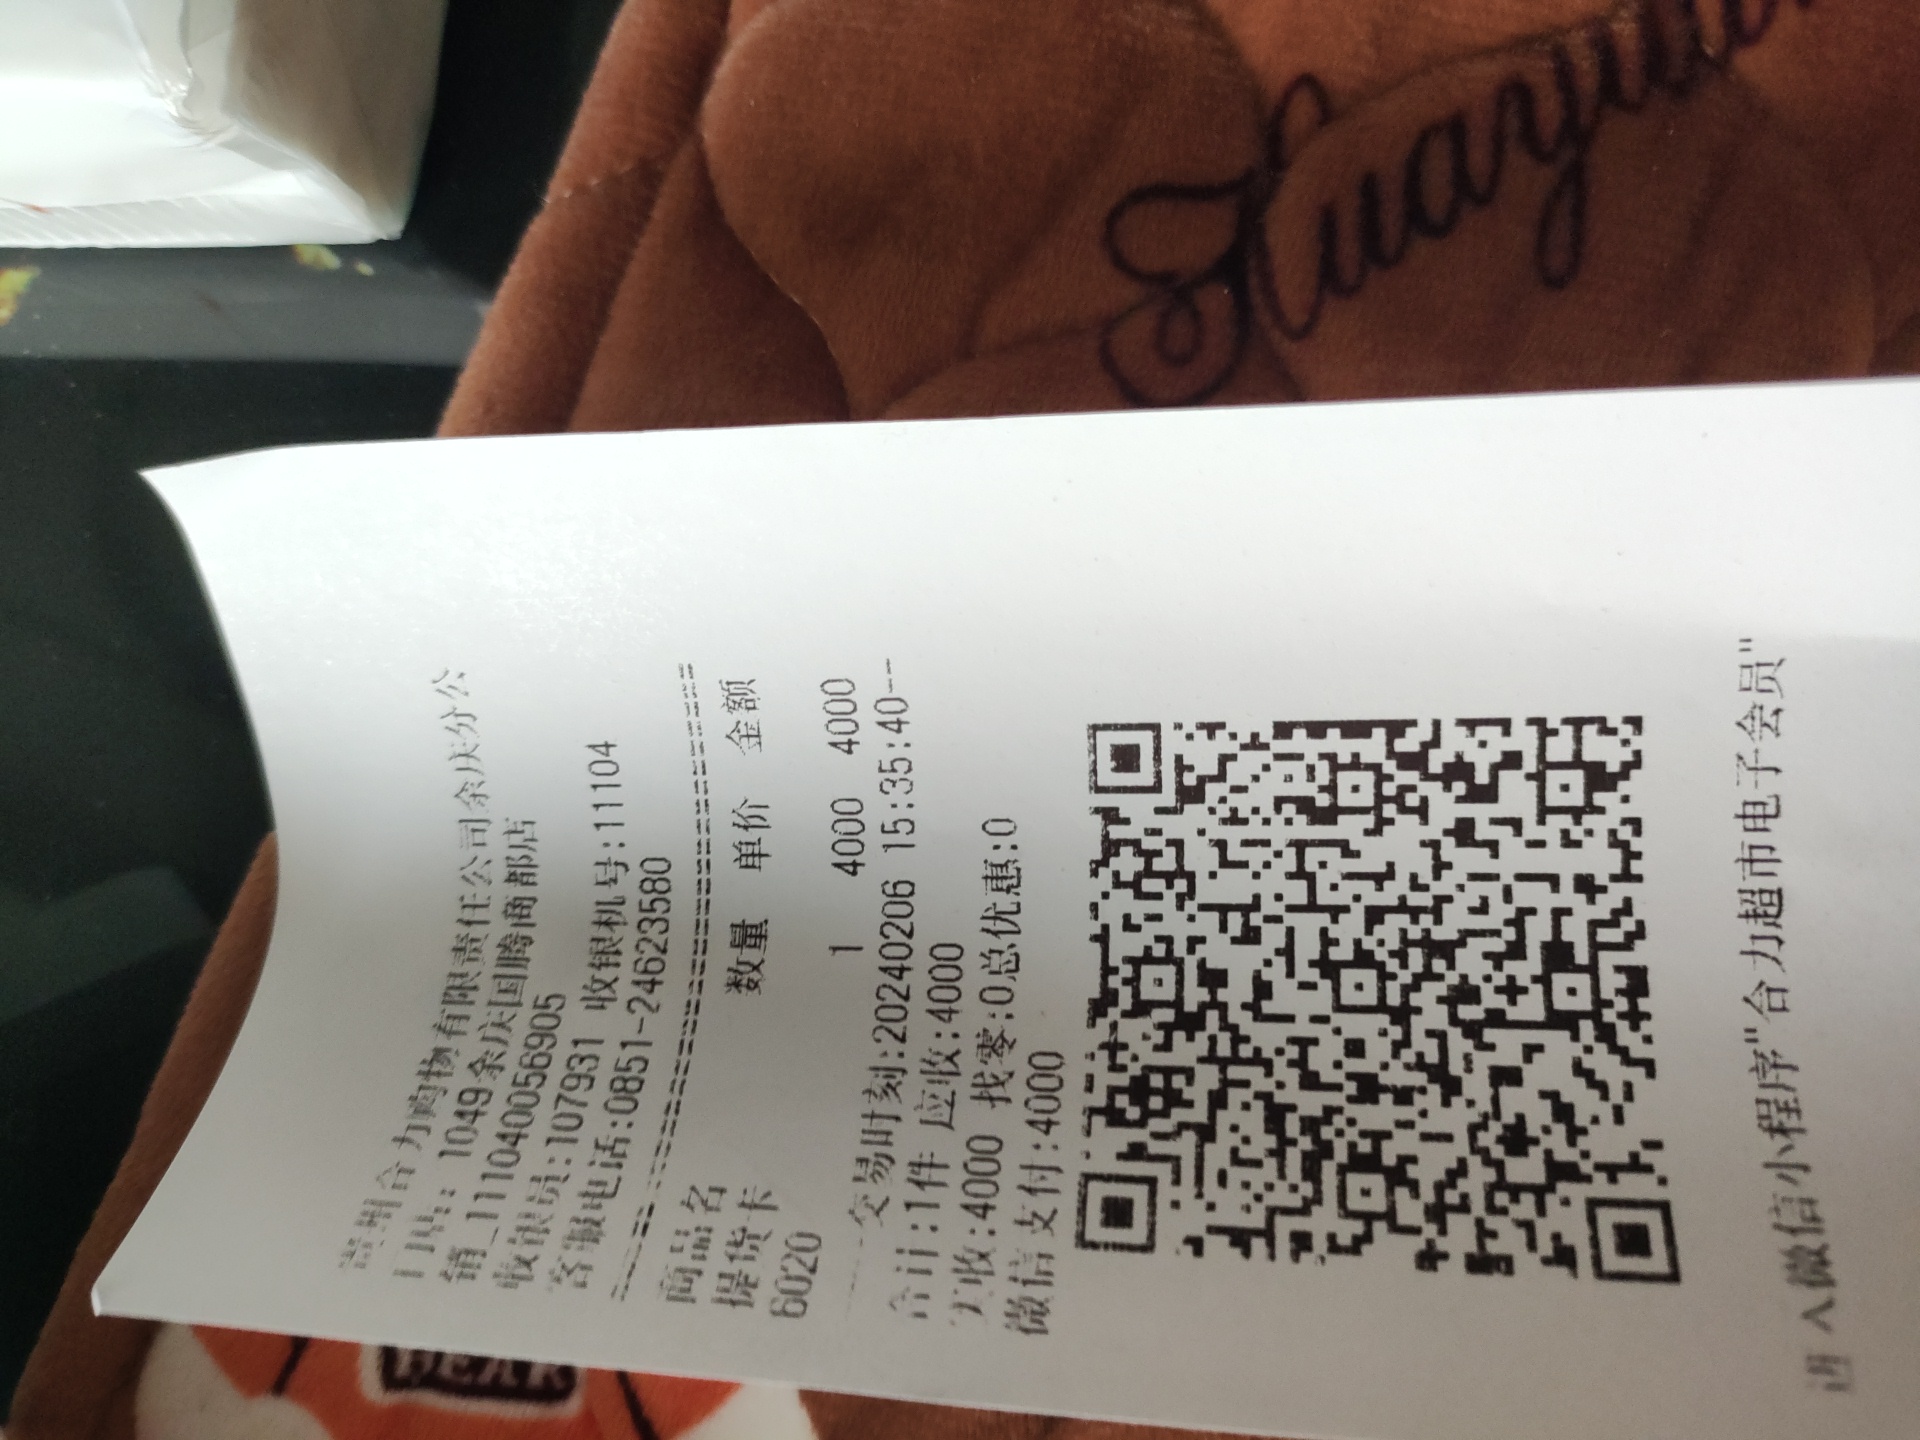 贵州合力购物有限责任公司余庆分公
门店: 1049余庆国腾商都店
销_111040056905
收银员:107931 收银机号:11104
客服电话:0851-24623580
商品名 数量 单价 金额
提货卡
6020 1 4000 4000
交易时刻:20240206 15:35:40--
合计:1件 应收:4000
实收:4000 找零:0总优惠:0
微信支付:4000
进入微信小程序"合力超市电子会员"
BEAR